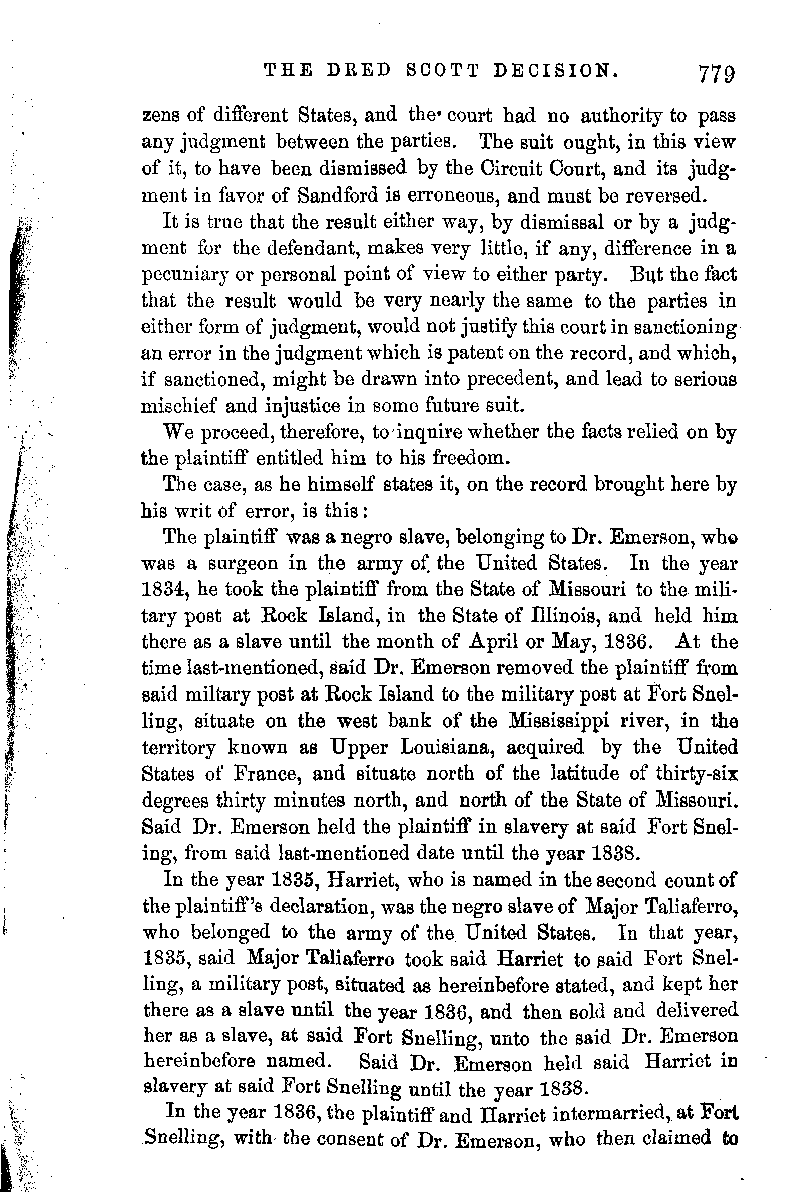 THE DRED SCOTT DECISION. 779
zens of different States, and the court had no authority to pass
any judgment between the parties. The suit ought, in this view
of it, to have been dismissed by the Circuit Court, and its judg-
ment in favor of Sandford is erroneous, and must be reversed.
It is true that the result either way, by dismissal or by a judg-
ment for the defendant, makes very little, if any, difference in a
pecuniary or personal point of view to either party. But the fact
that the result would be very nearly the same to the parties in
either form of judgment, would not justify this court in sanctioning
an error in the judgment which is patent on the record, and which,
if sanctioned, might be drawn into precedent, and lead to serious
mischief and injustice in some future suit.
We proceed, therefore, to inquire whether the facts relied on by
the plaintiff entitled him to his freedom.
The case, as he himself states it, on the record brought here by
his writ of error, is this:
The plaintiff was a negro slave, belonging to Dr. Emerson, who
was a surgeon in the army of the United States. In the year
1834, he took the plaintiff from the State of Missouri to the mili-
tary post at Rock Island, in the State of Illinois, and held him
there as a slave until the month of April or May, 1836. At the
time last-mentioned, said Dr. Emerson removed the plaintiff from
said miltary post at Rock Island to the military post at Fort Snel-
ling, situate on the west bank of the Mississippi river, in the
territory known as Upper Louisiana, acquired by the United
States of France, and situate north of the latitude of thirty-six
degrees thirty minutes north, and north of the State of Missouri.
Said Dr. Emerson held the plaintiff in slavery at said Fort Snel-
ing, from said last-mentioned date until the year 1838.
In the year 1835, Harriet, who is named in the second count of
the plaintiff's declaration, was the negro slave of Major Taliaferro,
who belonged to the army of the United States. In that year,
1835, said Major Taliaferro took said Harriet to said Fort Snel-
ling, a military post, situated as hereinbefore stated, and kept her
there as a slave until the year 1836, and then sold and delivered
her as a slave, at said Fort Snelling, unto the said Dr. Emerson
hereinbefore named. Said Dr. Emerson held said Harriet in
slavery at said Fort Snelling until the year 1838.
In the year 1836, the plaintiff and Harriet intermarried, at Fort
Snelling, with the consent of Dr. Emerson, who then claimed to